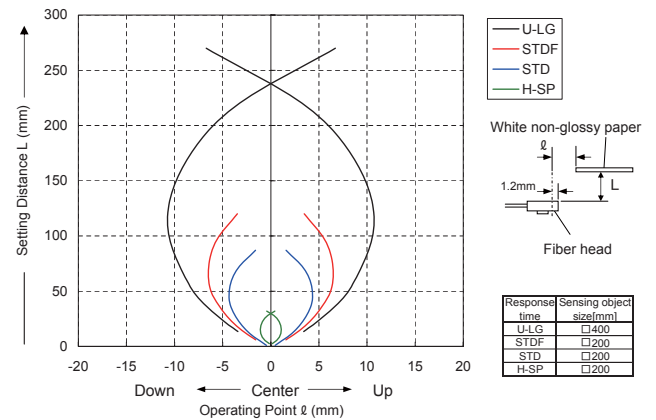 300
250
200
150
100
50
0
Setting Distance L (mm)
-20 -15 -10 -5 0 5 10 15 20
Down Center Up
Operating Point ℓ (mm)
U-LG
STDF
STD
H-SP
White non-glossy paper
ℓ
1.2mm
L
Fiber head
Response time Sensing object size[mm]
U-LG □400
STDF □200
STD □200
H-SP □200